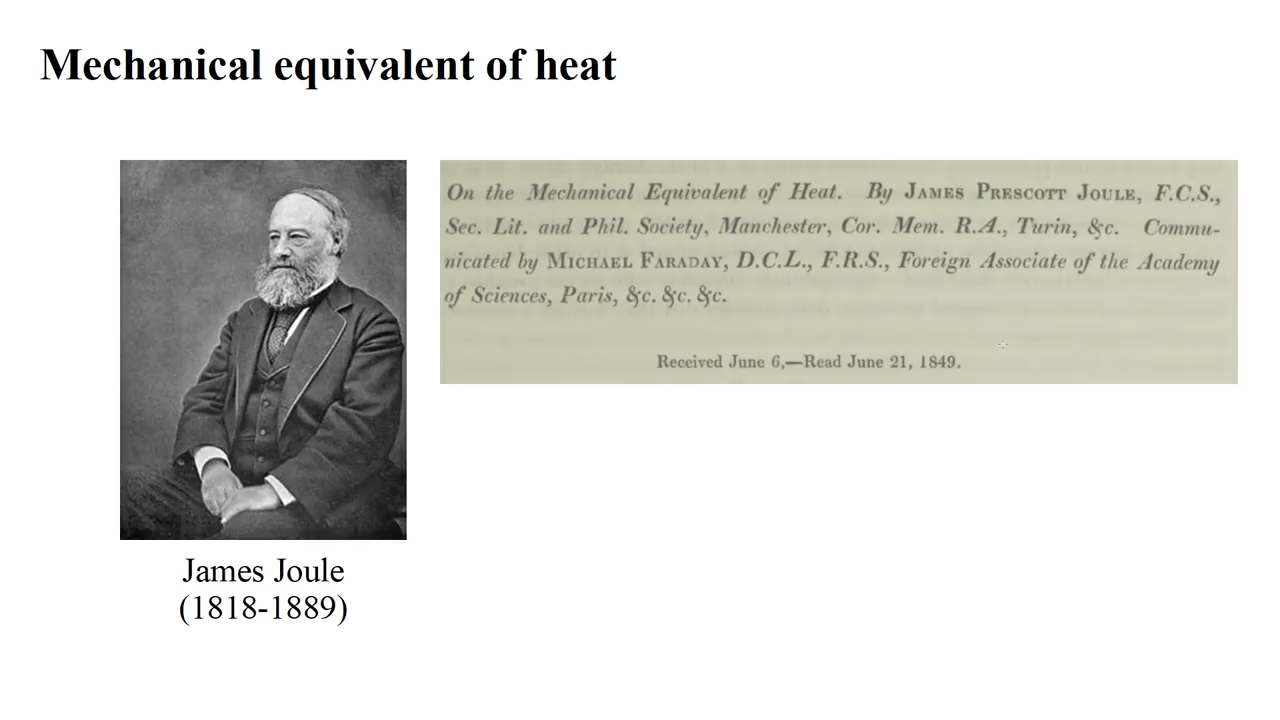 Mechanical equivalent of heat
On the Mechanical Equivalent of Heat. By JAMES PRESCOTT JOULE, F.C.S.,
Sec. Lit. and Phil. Society, Manchester, Cor. Mem. R.A., Turin, &c. Commu-
nicated by MICHAEL FARADAY, D.C.L., F.R.S., Foreign Associate of the Academy
of Sciences, Paris, &c. &c. &c.
Received June 6,—Read June 21, 1849.
James Joule
(1818-1889)